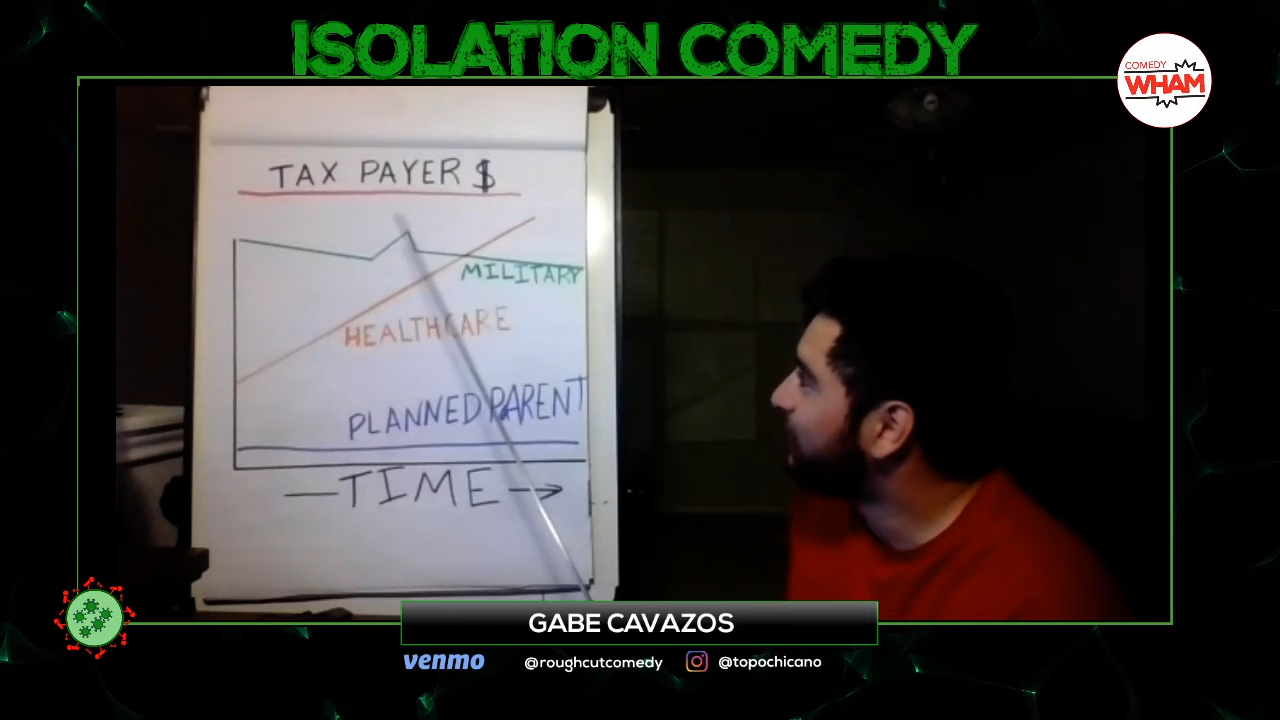 ISOLATION COMEDY
COMEDY
WHAM
TAX PAYER $
MILITARY
HEALTHCARE
PLANNED PARENT
— TIME →
GABE CAVAZOS
venmo @roughcutcomedy @topochicano